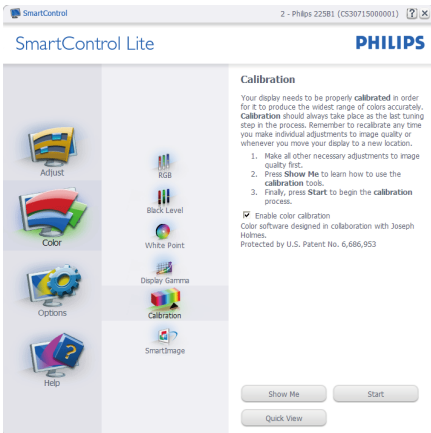 SmartControl
2 - Philips 225B1 (CS30715000001)
?
X
SmartControl Lite
PHILIPS
Adjust
Color
Options
Help
RGB
Black Level
White Point
Display Gamma
Calibration
SmartImage
Calibration
Your display needs to be properly calibrated in order
for it to produce the widest range of colors accurately.
Calibration should always take place as the last tuning
step in the process. Remember to recalibrate any time
you make individual adjustments to image quality or
whenever you move your display to a new location.
1. Make all other necessary adjustments to image
quality first.
2. Press Show Me to learn how to use the
calibration tools.
3. Finally, press Start to begin the calibration
process.
Enable color calibration
Color software designed in collaboration with Joseph
Holmes.
Protected by U.S. Patent No. 6,686,953
Show Me
Start
Quick View